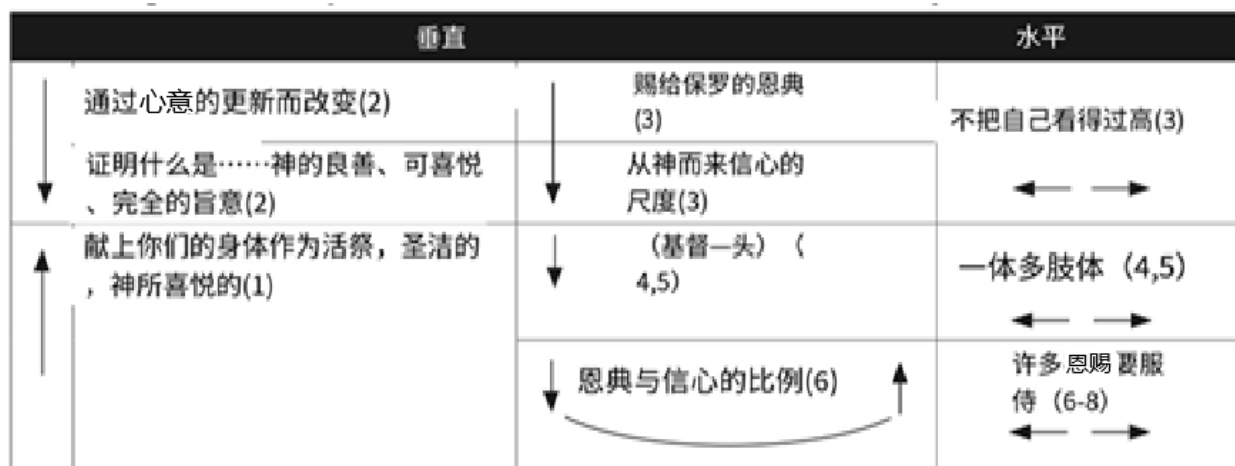 垂直
水平
通过心意的更新而改变(2)
赐给保罗的恩典
(3)
不把自己看得过高(3)
证明什么是……神的良善、可喜悦
、完全的旨意(2)
从神而来信心的
尺度(3)
献上你们的身体作为活祭，圣洁的
，神所喜悦的(1)
（基督—头）（
4,5）
一体多肢体（4,5）
恩典与信心的比例(6)
许多恩赐要服
侍（6-8）